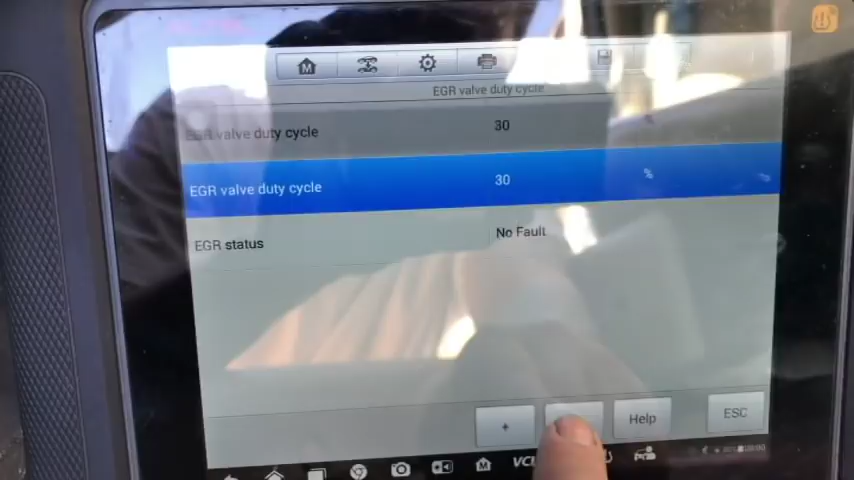 EGR valve duty cycle
EGR valve duty cycle 30
EGR valve duty cycle 30 %
EGR status No Fault
+ Help ESC
VCI